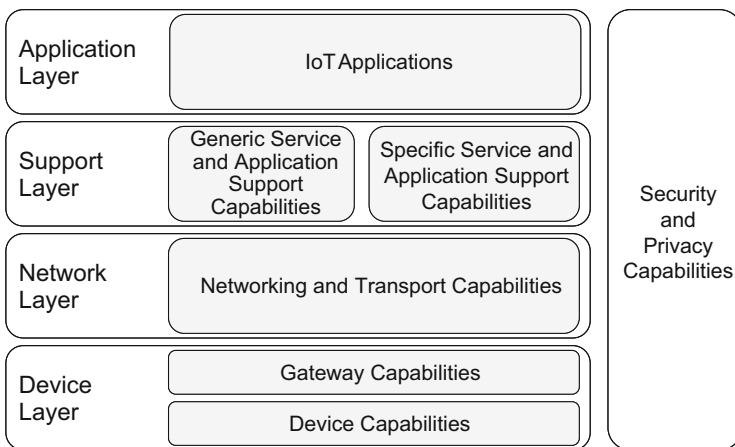 Application
Layer
IoT Applications
Support
Layer
Generic Service
and Application
Support
Capabilities
Specific Service and
Application Support
Capabilities
Network
Layer
Networking and Transport Capabilities
Device
Layer
Gateway Capabilities
Device Capabilities
Security
and
Privacy
Capabilities